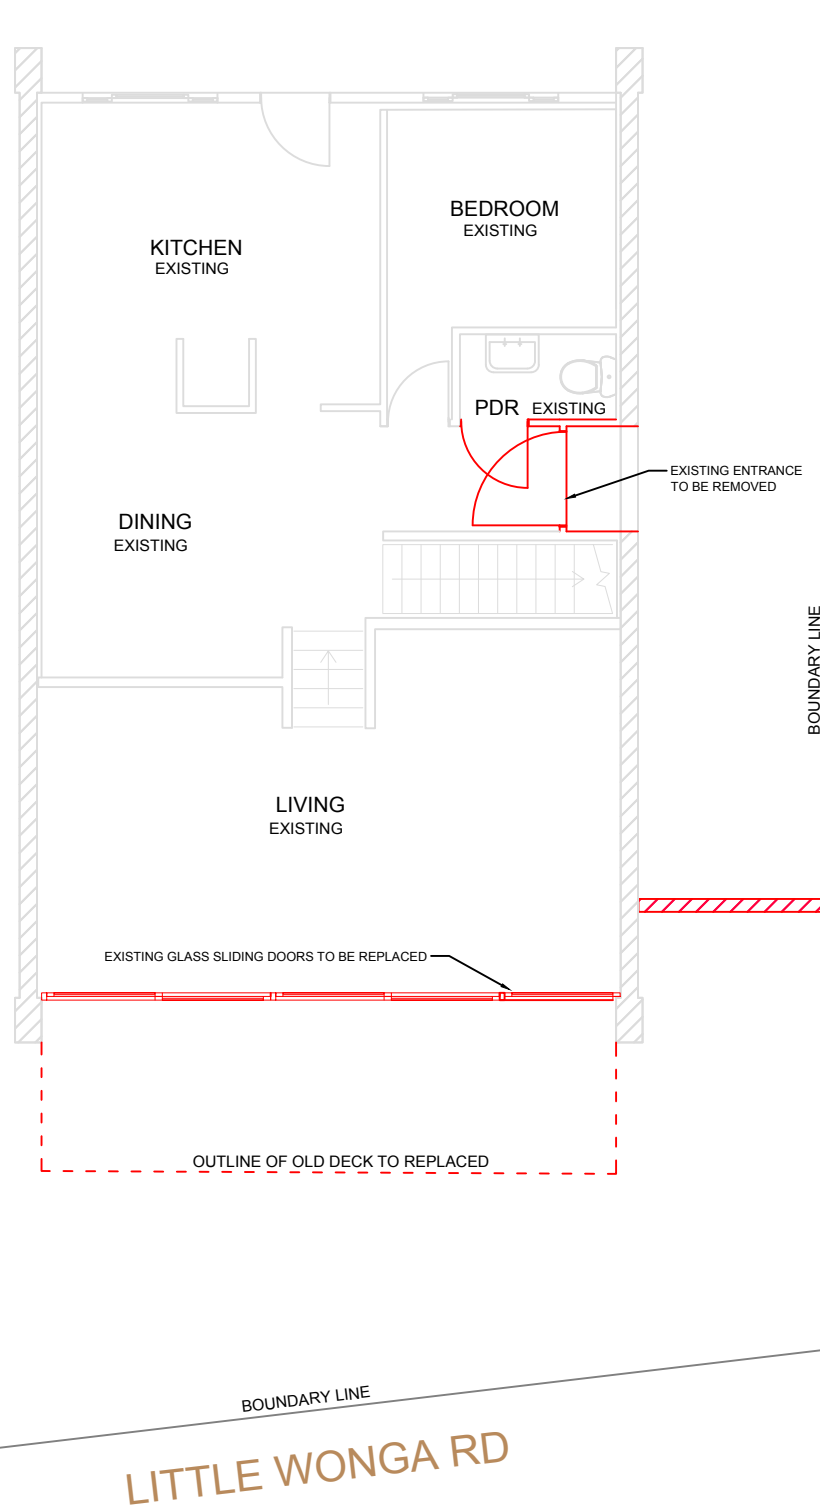 BEDROOM
EXISTING
KITCHEN
EXISTING
PDR EXISTING
EXISTING ENTRANCE
TO BE REMOVED
DINING
EXISTING
BOUNDARY LINE
LIVING
EXISTING
EXISTING GLASS SLIDING DOORS TO BE REPLACED
OUTLINE OF OLD DECK TO REPLACED
BOUNDARY LINE
LITTLE WONGA RD